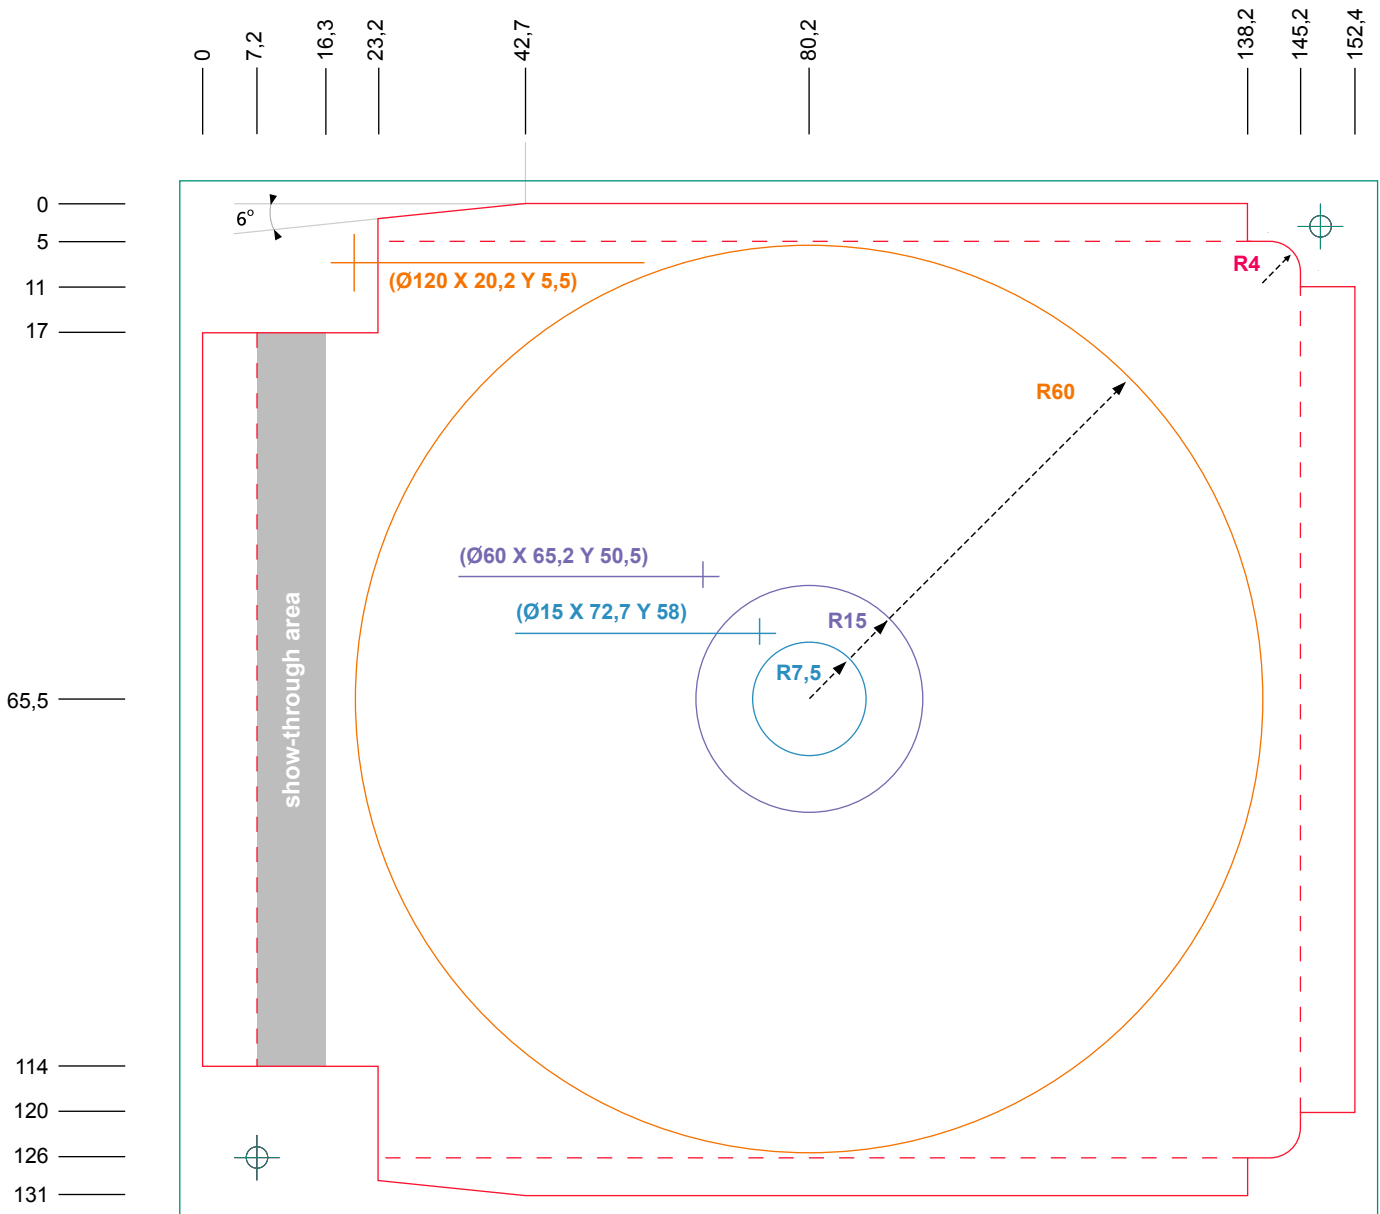 0
7,2
16,3
23,2
42,7
80,2
138,2
145,2
152,4
0
6°
5
R4
(Ø120 X 20,2 Y 5,5)
11
17
R60
(Ø60 X 65,2 Y 50,5)
(Ø15 X 72,7 Y 58)
R15
R7,5
show-through area
65,5
114
120
126
131